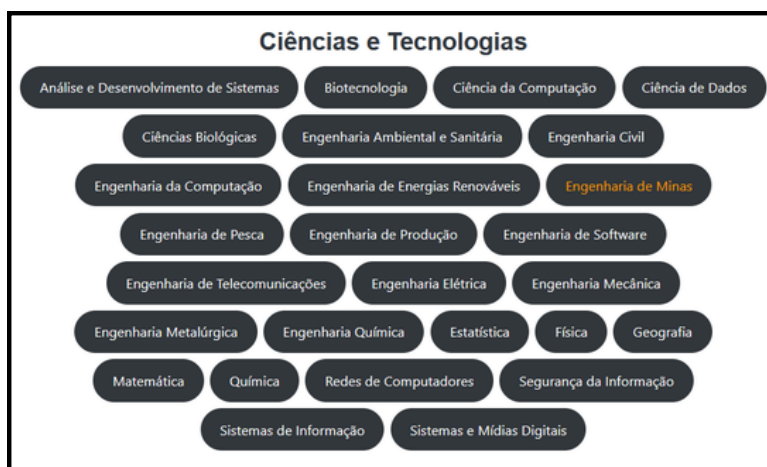 Ciências e Tecnologias
Análise e Desenvolvimento de Sistemas Biotecnologia Ciência da Computação Ciência de Dados
Ciências Biológicas Engenharia Ambiental e Sanitária Engenharia Civil
Engenharia da Computação Engenharia de Energias Renováveis Engenharia de Minas
Engenharia de Pesca Engenharia de Produção Engenharia de Software
Engenharia de Telecomunicações Engenharia Elétrica Engenharia Mecânica
Engenharia Metalúrgica Engenharia Química Estatística Física Geografia
Matemática Química Redes de Computadores Segurança da Informação
Sistemas de Informação Sistemas e Mídias Digitais